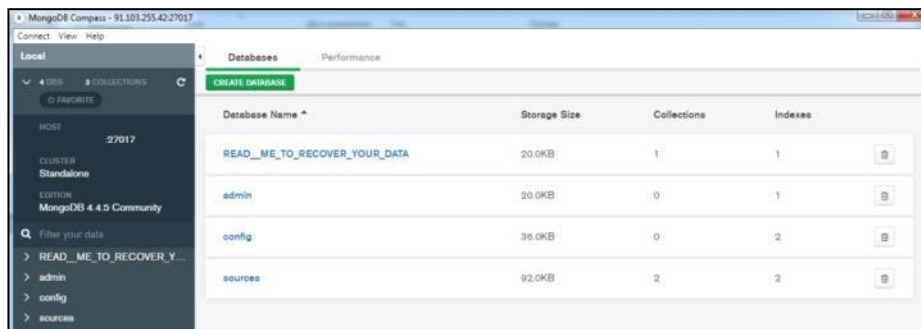 MongoDB Compass - 91.103.255.42:27017
Connect View Help
Local
4 DBS 3 COLLECTIONS
☆ FAVORITE
HOST
:27017
CLUSTER
Standalone
EDITION
MongoDB 4.4.5 Community
Filter your data
READ__ME_TO_RECOVER_Y...
admin
config
sources
Databases Performance
CREATE DATABASE
Database Name Storage Size Collections Indexes
READ__ME_TO_RECOVER_YOUR_DATA 20.0KB 1 1
admin 20.0KB 0 1
config 36.0KB 0 2
sources 92.0KB 2 2